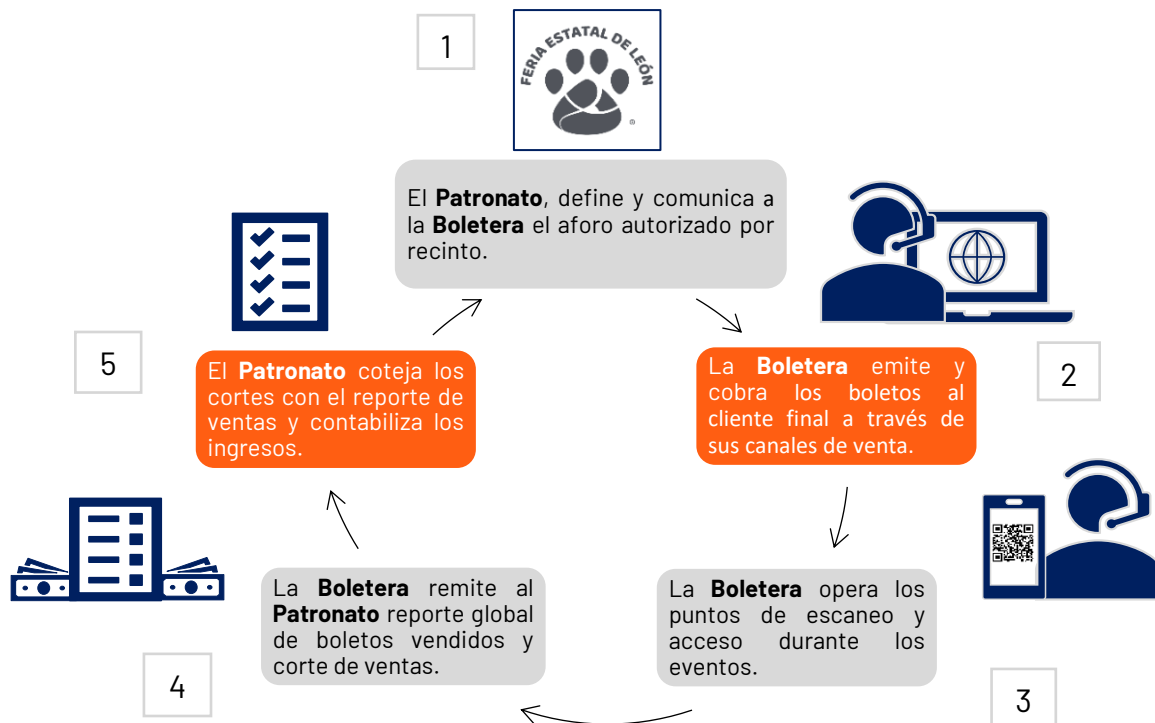 1
FERIA ESTATAL DE LEÓN
®
El Patronato, define y comunica a
la Boletera el aforo autorizado por
recinto.
2
La Boletera emite y
cobra los boletos al
cliente final a través de
sus canales de venta.
3
La Boletera opera los
puntos de escaneo y
acceso durante los
eventos.
4
La Boletera remite al
Patronato reporte global
de boletos vendidos y
corte de ventas.
5
El Patronato coteja los
cortes con el reporte de
ventas y contabiliza los
ingresos.